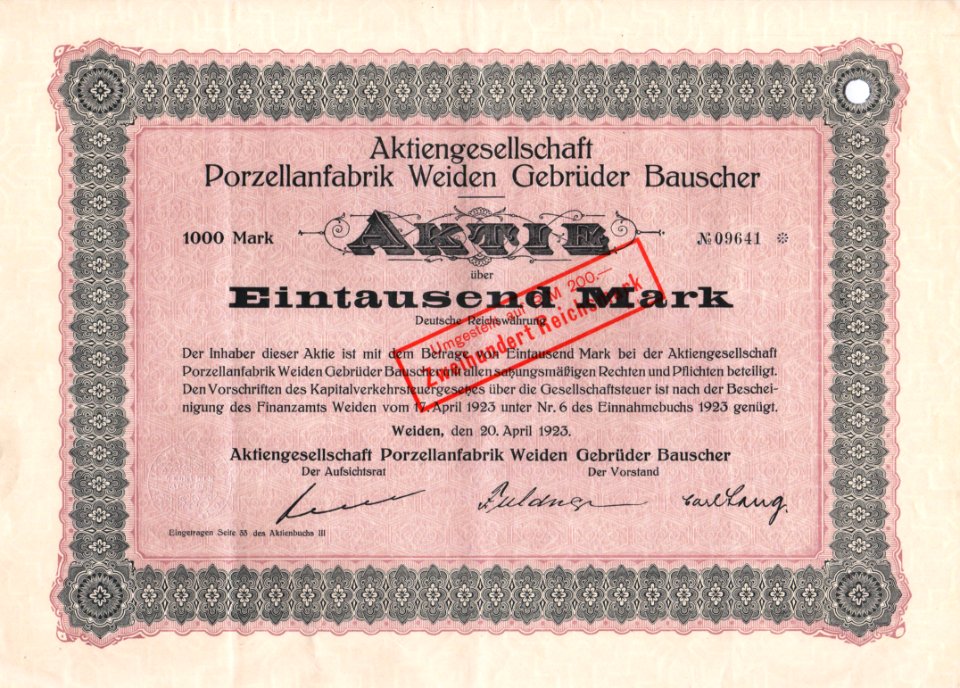 Aktiengesellschaft
Porzellanfabrik Weiden Gebrüder Bauscher
1000 Mark
AKTIE
№ 09641 *
über
Eintausend Mark
Deutsche Reichswährung
Umgestellt auf RM 200.—
Zweihundert Reichsmark
Der Inhaber dieser Aktie ist mit dem Betrage von Eintausend Mark bei der Aktiengesellschaft
Porzellanfabrik Weiden Gebrüder Bauscher mit allen satzungsmäßigen Rechten und Pflichten beteiligt.
Den Vorschriften des Kapitalverkehrsteuergesetzes über die Gesellschaftsteuer ist nach der Beschei-
nigung des Finanzamts Weiden vom 17. April 1923 unter Nr. 6 des Einnahmebuchs 1923 genügt.
Weiden, den 20. April 1923.
Aktiengesellschaft Porzellanfabrik Weiden Gebrüder Bauscher
Der Aufsichtsrat
Der Vorstand
Carl Lang.
Eingetragen Seite 35 des Aktienbuchs III